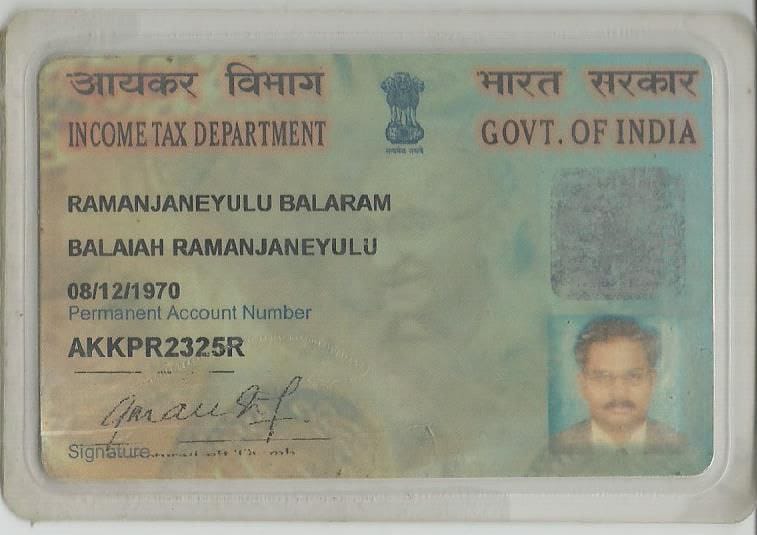 आयकर विभाग भारत सरकार
INCOME TAX DEPARTMENT GOVT. OF INDIA
सत्यमेव जयते
RAMANJANEYULU BALARAM
BALAIAH RAMANJANEYULU
08/12/1970
Permanent Account Number
AKKPR2325R
Signature